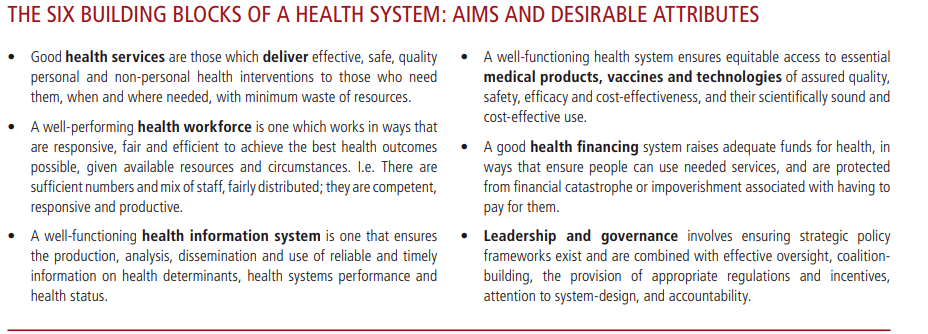 THE SIX BUILDING BLOCKS OF A HEALTH SYSTEM: AIMS AND DESIRABLE ATTRIBUTES
• Good health services are those which deliver effective, safe, quality
personal and non-personal health interventions to those who need
them, when and where needed, with minimum waste of resources.
• A well-performing health workforce is one which works in ways that
are responsive, fair and efficient to achieve the best health outcomes
possible, given available resources and circumstances. I.e. There are
sufficient numbers and mix of staff, fairly distributed; they are competent,
responsive and productive.
• A well-functioning health information system is one that ensures
the production, analysis, dissemination and use of reliable and timely
information on health determinants, health systems performance and
health status.
• A well-functioning health system ensures equitable access to essential
medical products, vaccines and technologies of assured quality,
safety, efficacy and cost-effectiveness, and their scientifically sound and
cost-effective use.
• A good health financing system raises adequate funds for health, in
ways that ensure people can use needed services, and are protected
from financial catastrophe or impoverishment associated with having to
pay for them.
• Leadership and governance involves ensuring strategic policy
frameworks exist and are combined with effective oversight, coalition-
building, the provision of appropriate regulations and incentives,
attention to system-design, and accountability.